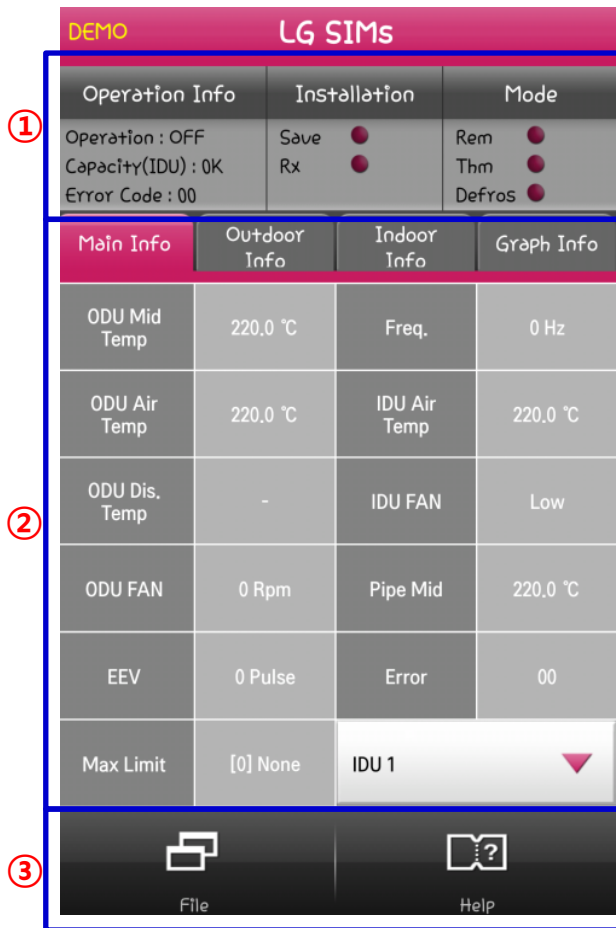 DEMO LG SIMs
①
Operation Info Installation Mode
Operation : OFF Save Rem
Capacity(IDU) : 0K Rx Thm
Error Code : 00 Defros
②
Main Info Outdoor Info Indoor Info Graph Info
ODU Mid Temp 220.0 ℃ Freq. 0 Hz
ODU Air Temp 220.0 ℃ IDU Air Temp 220.0 ℃
ODU Dis. Temp - IDU FAN Low
ODU FAN 0 Rpm Pipe Mid 220.0 ℃
EEV 0 Pulse Error 00
Max Limit [0] None IDU 1
③
File Help
?